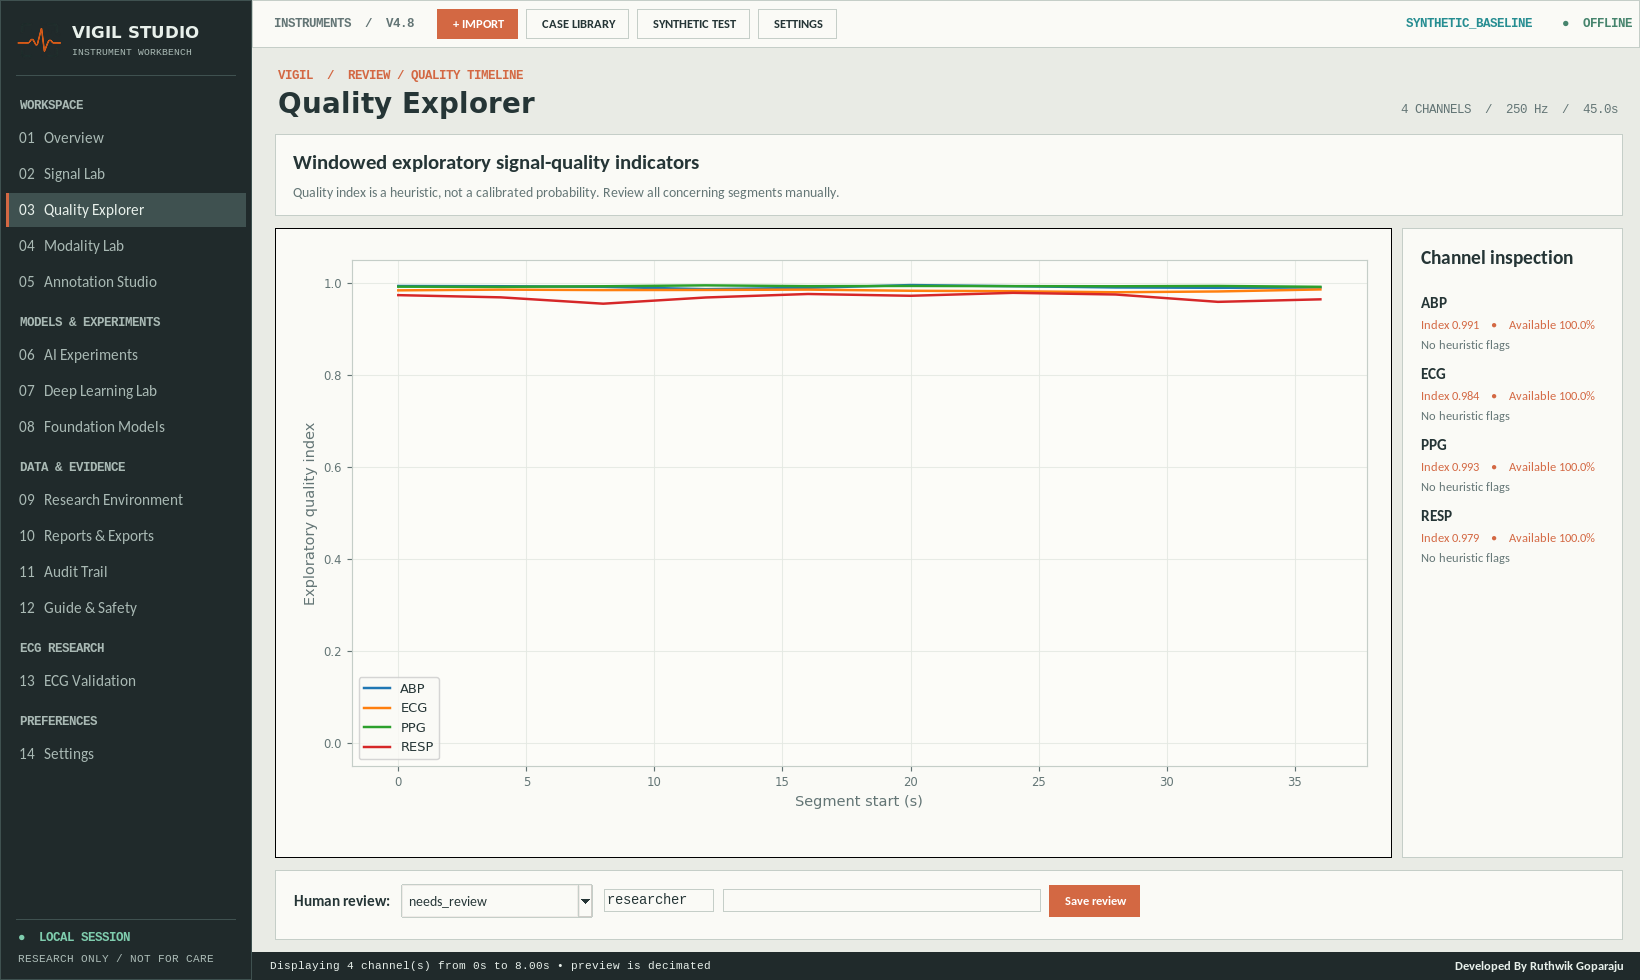 VIGIL STUDIO
INSTRUMENT WORKBENCH
WORKSPACE
01 Overview
02 Signal Lab
03 Quality Explorer
04 Modality Lab
05 Annotation Studio
MODELS & EXPERIMENTS
06 AI Experiments
07 Deep Learning Lab
08 Foundation Models
DATA & EVIDENCE
09 Research Environment
10 Reports & Exports
11 Audit Trail
12 Guide & Safety
ECG RESEARCH
13 ECG Validation
PREFERENCES
14 Settings
● LOCAL SESSION
RESEARCH ONLY / NOT FOR CARE
INSTRUMENTS / V4.8 + IMPORT CASE LIBRARY SYNTHETIC TEST SETTINGS SYNTHETIC_BASELINE ● OFFLINE
VIGIL / REVIEW / QUALITY TIMELINE
Quality Explorer
4 CHANNELS / 250 Hz / 45.0s
Windowed exploratory signal-quality indicators
Quality index is a heuristic, not a calibrated probability. Review all concerning segments manually.
Exploratory quality index
1.0
0.8
0.6
0.4
0.2
0.0
ABP
ECG
PPG
RESP
0 5 10 15 20 25 30 35
Segment start (s)
Channel inspection
ABP
Index 0.991 ● Available 100.0%
No heuristic flags
ECG
Index 0.984 ● Available 100.0%
No heuristic flags
PPG
Index 0.993 ● Available 100.0%
No heuristic flags
RESP
Index 0.979 ● Available 100.0%
No heuristic flags
Human review: needs_review researcher Save review
Displaying 4 channel(s) from 0s to 8.00s • preview is decimated
Developed By Ruthwik Goparaju